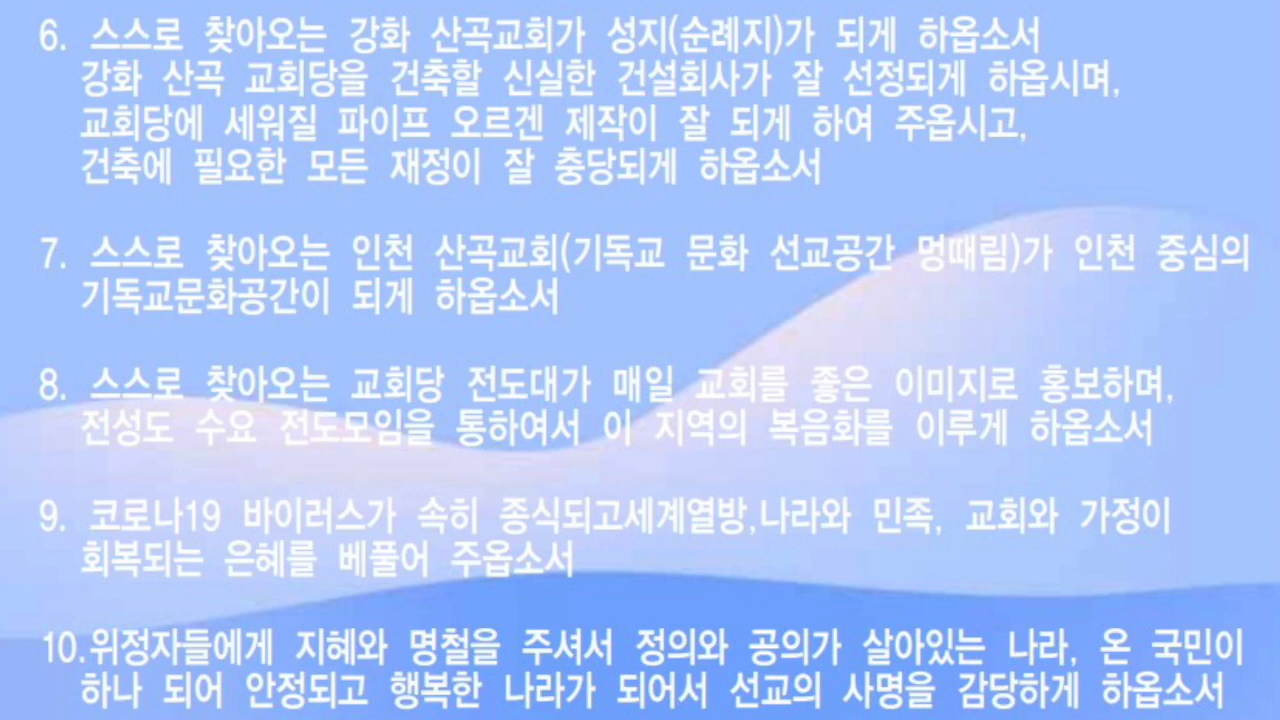 6. 스스로 찾아오는 강화 산곡교회가 성지(순례지)가 되게 하옵소서
강화 산곡 교회당을 건축할 신실한 건설회사가 잘 선정되게 하옵시며,
교회당에 세워질 파이프 오르겐 제작이 잘 되게 하여 주옵시고,
건축에 필요한 모든 재정이 잘 충당되게 하옵소서
7. 스스로 찾아오는 인천 산곡교회(기독교 문화 선교공간 멍때림)가 인천 중심의
기독교문화공간이 되게 하옵소서
8. 스스로 찾아오는 교회당 전도대가 매일 교회를 좋은 이미지로 홍보하며,
전성도 수요 전도모임을 통하여서 이 지역의 복음화를 이루게 하옵소서
9. 코로나19 바이러스가 속히 종식되고세계열방,나라와 민족, 교회와 가정이
회복되는 은혜를 베풀어 주옵소서
10.위정자들에게 지혜와 명철을 주셔서 정의와 공의가 살아있는 나라, 온 국민이
하나 되어 안정되고 행복한 나라가 되어서 선교의 사명을 감당하게 하옵소서